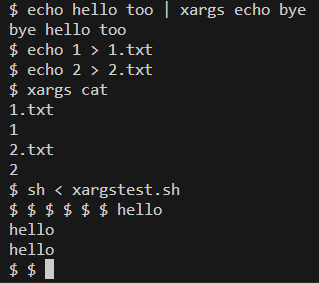 $ echo hello too | xargs echo bye
bye hello too
$ echo 1 > 1.txt
$ echo 2 > 2.txt
$ xargs cat
1.txt
1
2.txt
2
$ sh < xargstest.sh
$ $ $ $ $ $ hello
hello
hello
$ $